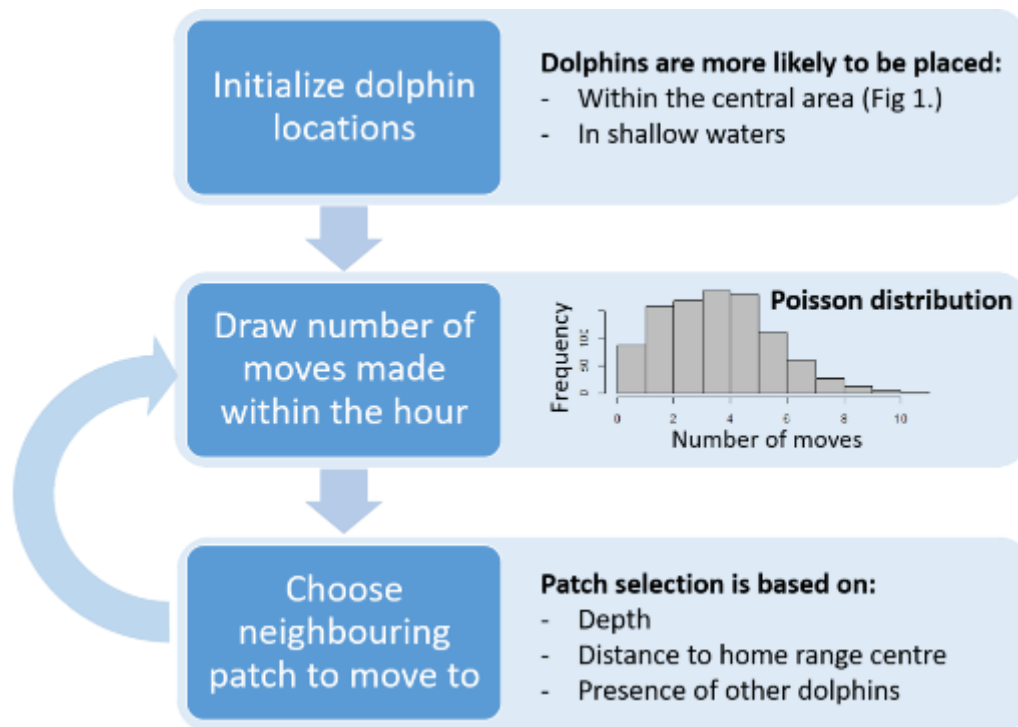 Initialize dolphin
locations
Dolphins are more likely to be placed:
- Within the central area (Fig 1.)
- In shallow waters
Draw number of
moves made
within the hour
Poisson distribution
Frequency
0 50 100
0 2 4 6 8 10
Number of moves
Choose
neighbouring
patch to move to
Patch selection is based on:
- Depth
- Distance to home range centre
- Presence of other dolphins